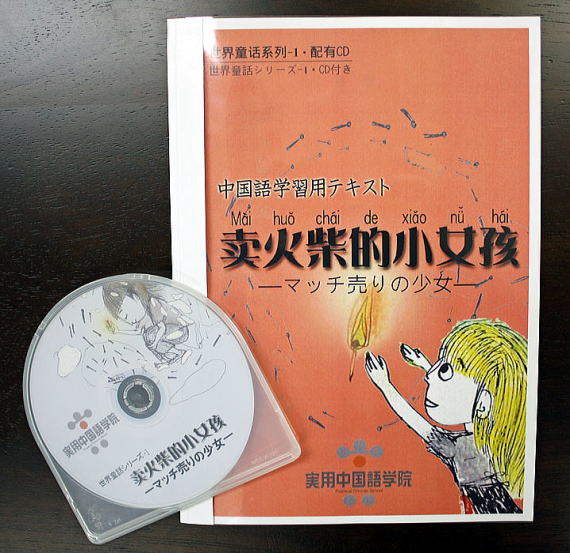 世界童话系列-1・配有CD
世界童話シリーズ-1・CD付き
中国語学習用テキスト
Mǎi huǒ chái de xiǎo nǚ hái
卖火柴的小女孩
―マッチ売りの少女―
実用中国語学院
Practical Chinese School
実用中国語学院
世界童話シリーズ-1
卖火柴的小女孩
―マッチ売りの少女―